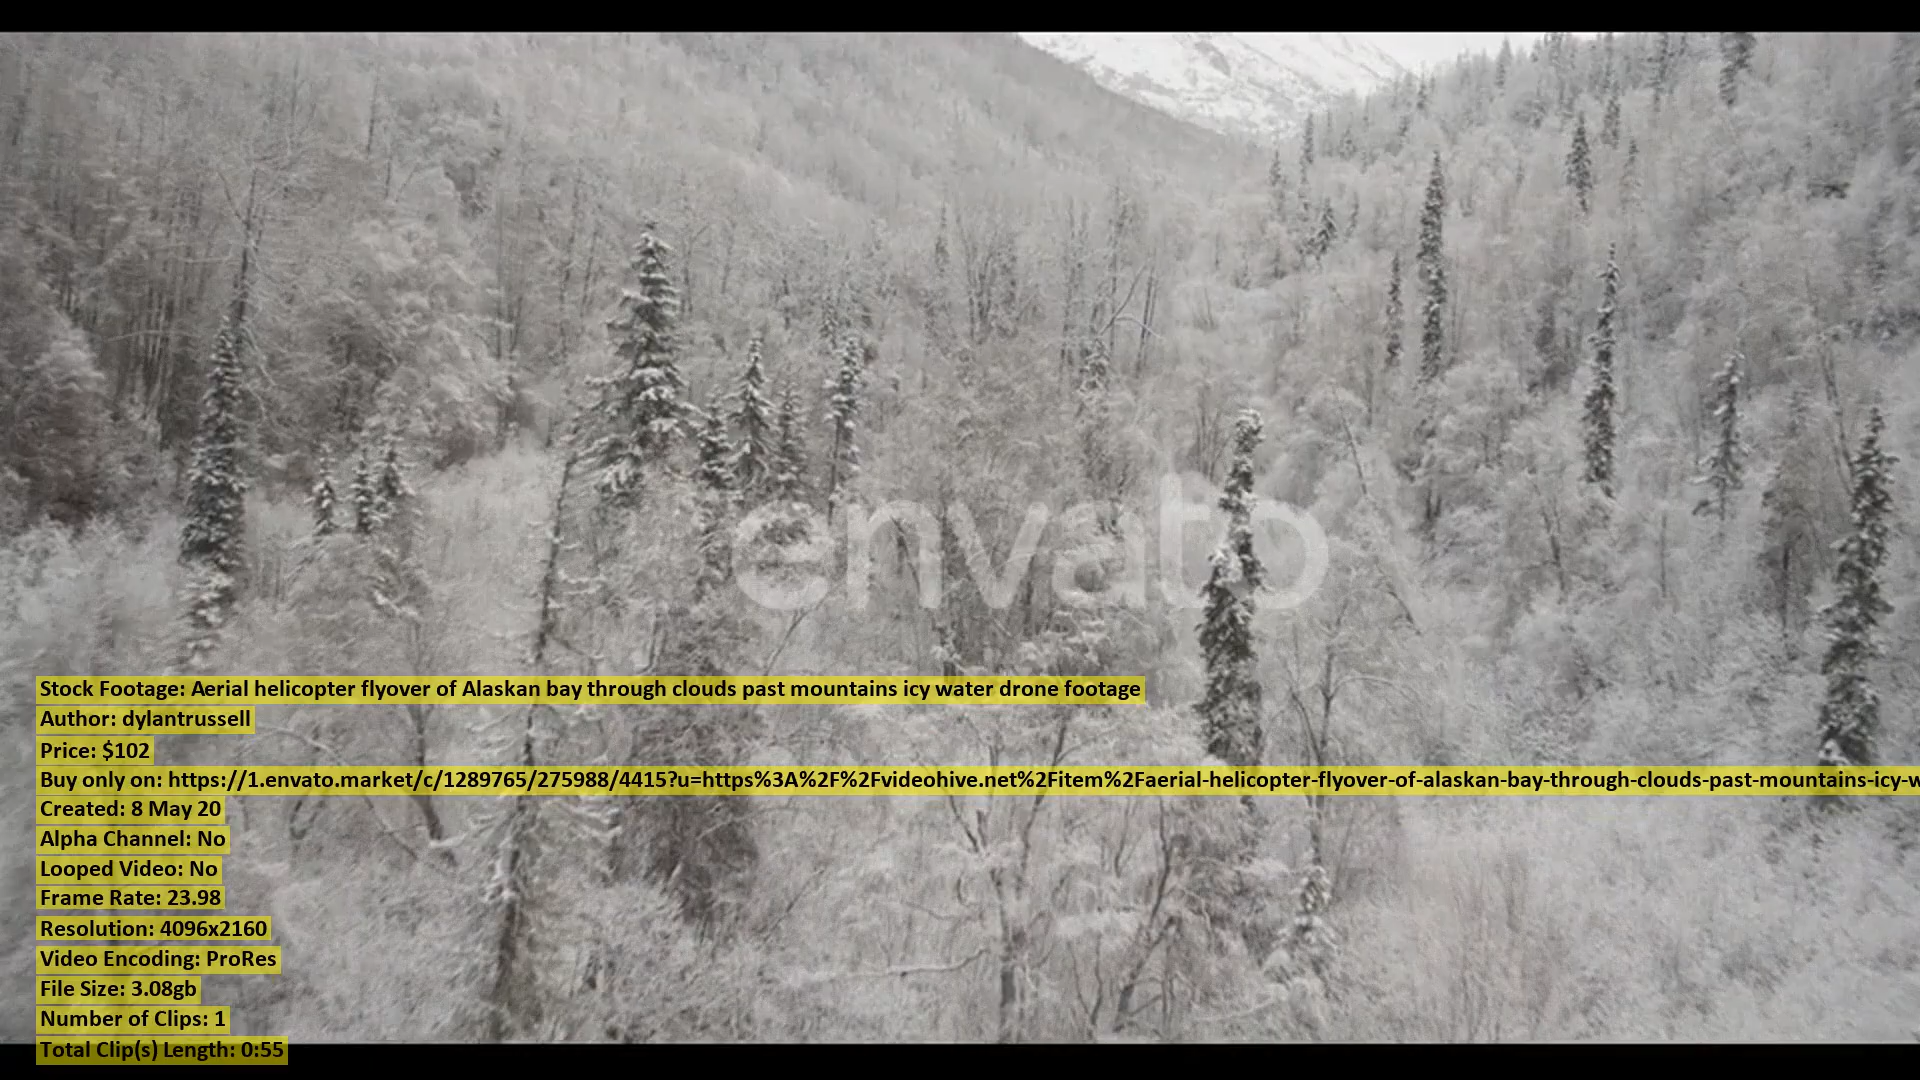 envato
Stock Footage: Aerial helicopter flyover of Alaskan bay through clouds past mountains icy water drone footage
Author: dylantrussell
Price: $102
Buy only on: https://1.envato.market/c/1289765/275988/4415?u=https%3A%2F%2Fvideohive.net%2Fitem%2Faerial-helicopter-flyover-of-alaskan-bay-through-clouds-past-mountains-icy-w
Created: 8 May 20
Alpha Channel: No
Looped Video: No
Frame Rate: 23.98
Resolution: 4096x2160
Video Encoding: ProRes
File Size: 3.08gb
Number of Clips: 1
Total Clip(s) Length: 0:55